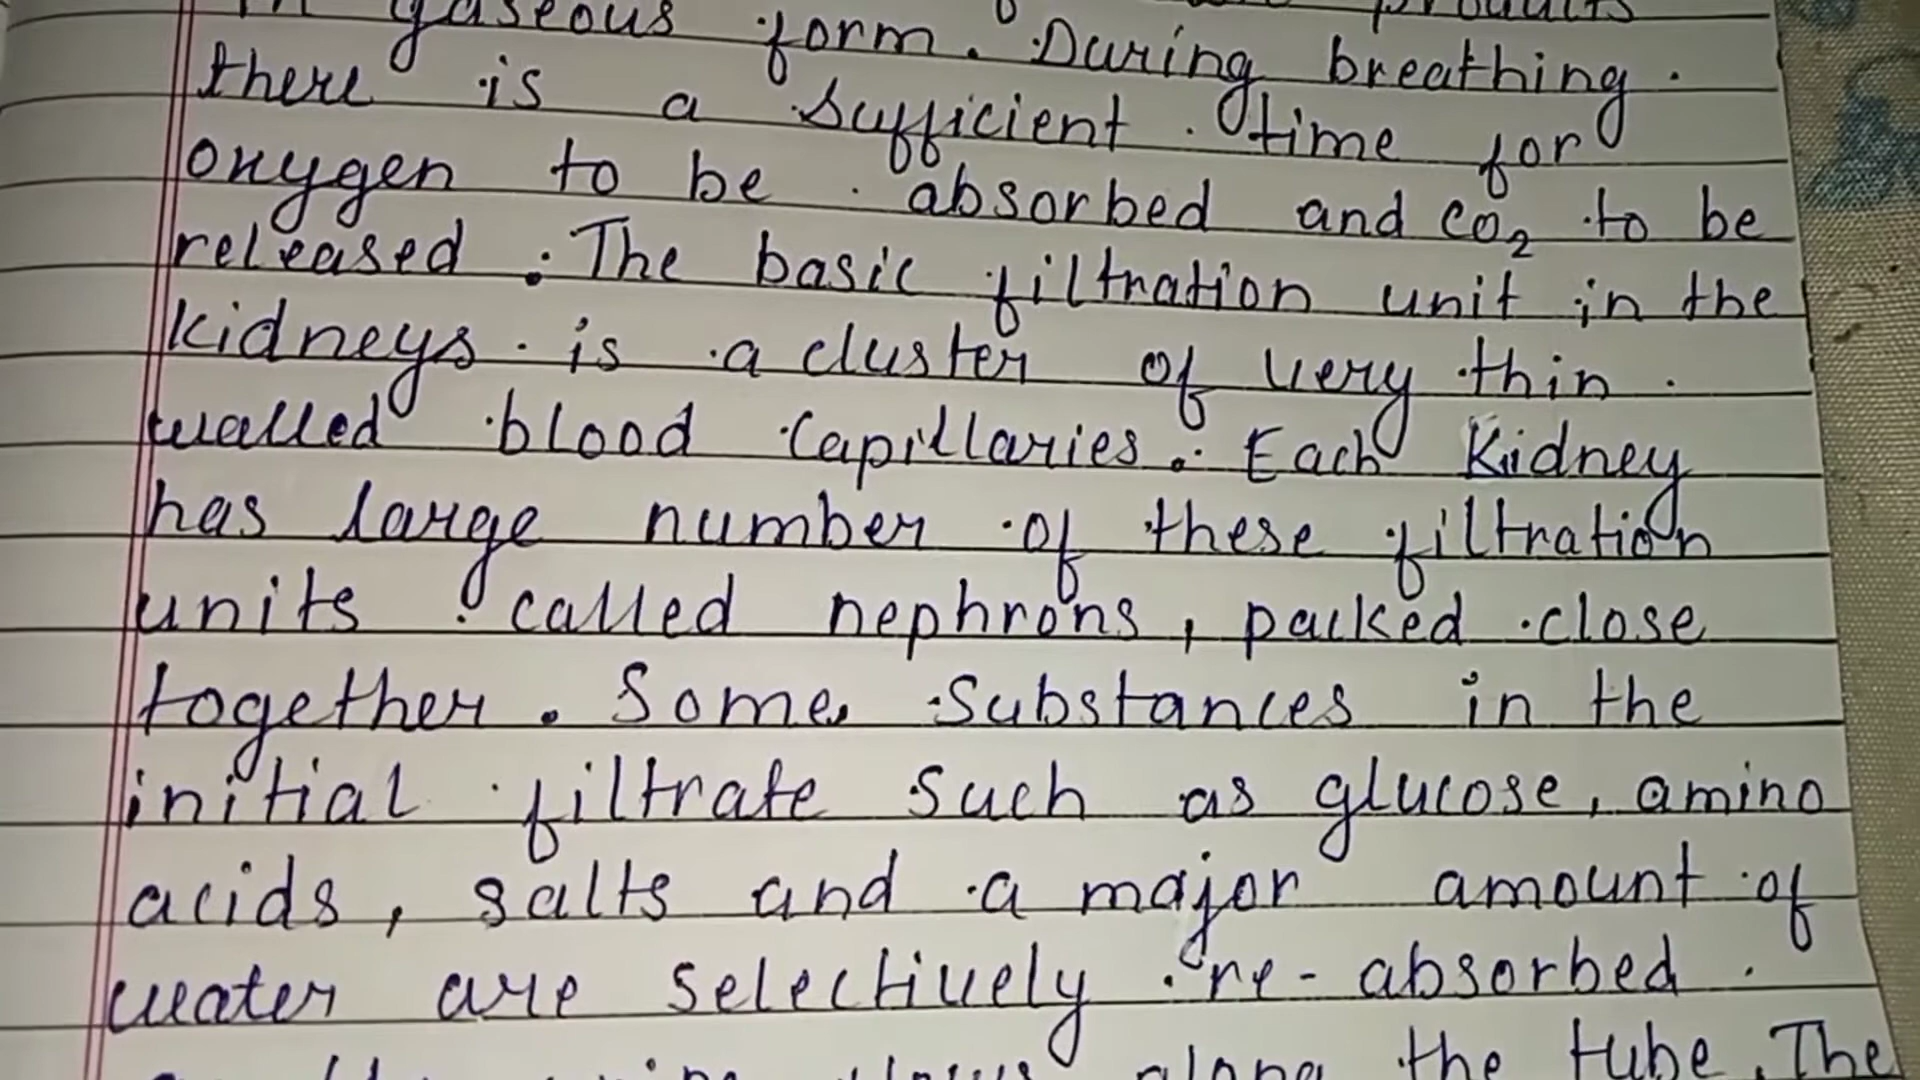 in gaseous form. During breathing.
there is a sufficient time for
oxygen to be absorbed and CO2 to be
released. The basic filtration unit in the
kidneys is a cluster of very thin
walled blood capillaries. Each Kidney
has large number of these filtration
units called nephrons, packed close
together. Some substances in the
initial filtrate such as glucose, amino
acids, salts and a major amount of
water are selectively re-absorbed.
along the tube. The